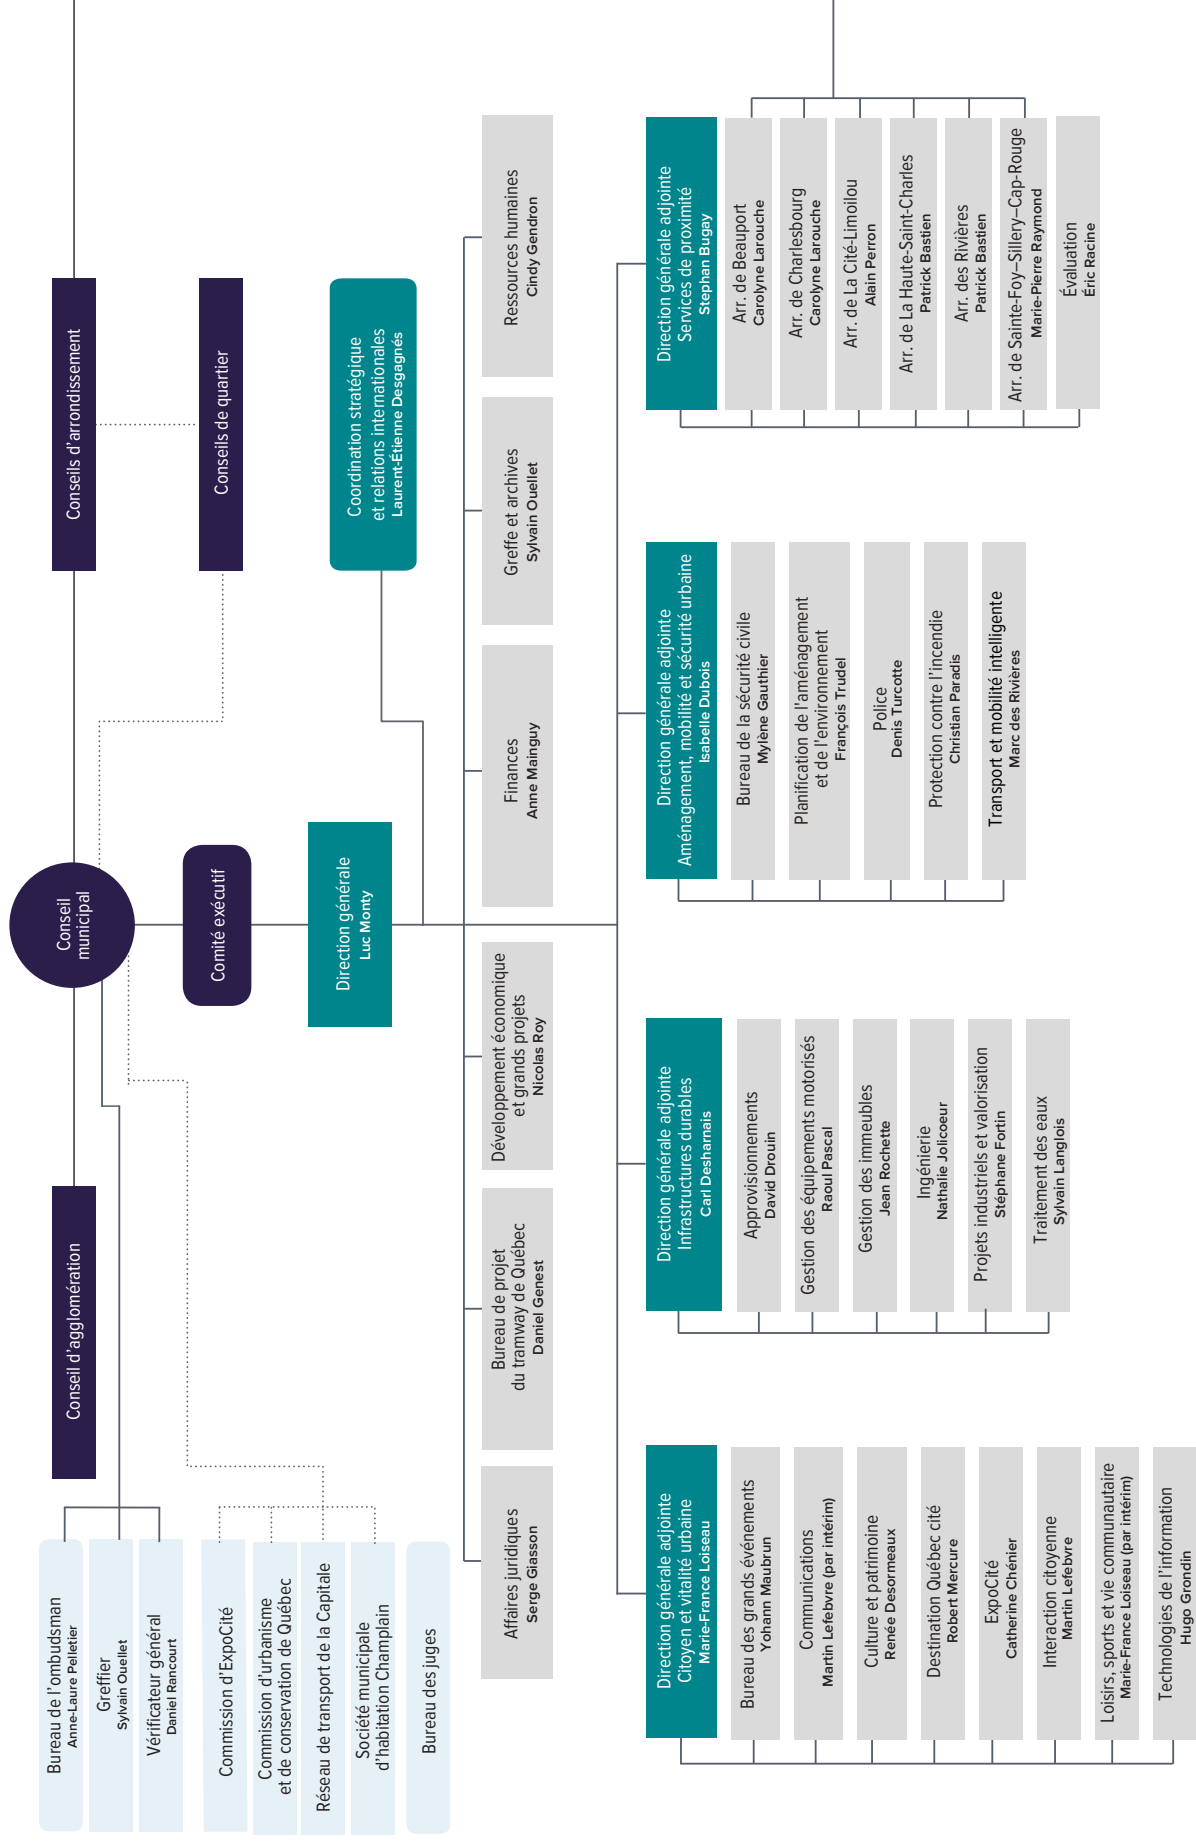 Bureau de l'ombudsman
Anne-Laure Pelletier
Greffier
Sylvain Ouellet
Vérificateur général
Daniel Rancourt
Commission d'ExpoCité
Commission d'urbanisme
et de conservation de Québec
Réseau de transport de la Capitale
Société municipale
d'habitation Champlain
Bureau des juges
Conseil d'agglomération
Conseil
municipal
Conseils d'arrondissement
Conseils de quartier
Comité exécutif
Direction générale
Luc Monty
Coordination stratégique
et relations internationales
Laurent-Étienne Desgagnés
Affaires juridiques
Serge Giasson
Bureau de projet
du tramway de Québec
Daniel Genest
Développement économique
et grands projets
Nicolas Roy
Finances
Anne Mainguy
Greffe et archives
Sylvain Ouellet
Ressources humaines
Cindy Gendron
Direction générale adjointe
Citoyen et vitalité urbaine
Marie-France Loiseau
Bureau des grands événements
Yohann Maubrun
Communications
Martin Lefebvre (par intérim)
Culture et patrimoine
Renée Desormeaux
Destination Québec cité
Robert Mercure
ExpoCité
Catherine Chénier
Interaction citoyenne
Martin Lefebvre
Loisirs, sports et vie communautaire
Marie-France Loiseau (par intérim)
Technologies de l'information
Hugo Grondin
Direction générale adjointe
Infrastructures durables
Carl Desharnais
Approvisionnements
David Drouin
Gestion des équipements motorisés
Raoul Pascal
Gestion des immeubles
Jean Rochette
Ingénierie
Nathalie Jolicoeur
Projets industriels et valorisation
Stéphane Fortin
Traitement des eaux
Sylvain Langlois
Direction générale adjointe
Aménagement, mobilité et sécurité urbaine
Isabelle Dubois
Bureau de la sécurité civile
Mylène Gauthier
Planification de l'aménagement
et de l'environnement
François Trudel
Police
Denis Turcotte
Protection contre l'incendie
Christian Paradis
Transport et mobilité intelligente
Marc des Rivières
Direction générale adjointe
Services de proximité
Stephan Bugay
Arr. de Beauport
Carolyne Larouche
Arr. de Charlesbourg
Carolyne Larouche
Arr. de La Cité-Limoilou
Alain Perron
Arr. de La Haute-Saint-Charles
Patrick Bastien
Arr. des Rivières
Patrick Bastien
Arr. de Sainte-Foy–Sillery–Cap-Rouge
Marie-Pierre Raymond
Évaluation
Éric Racine